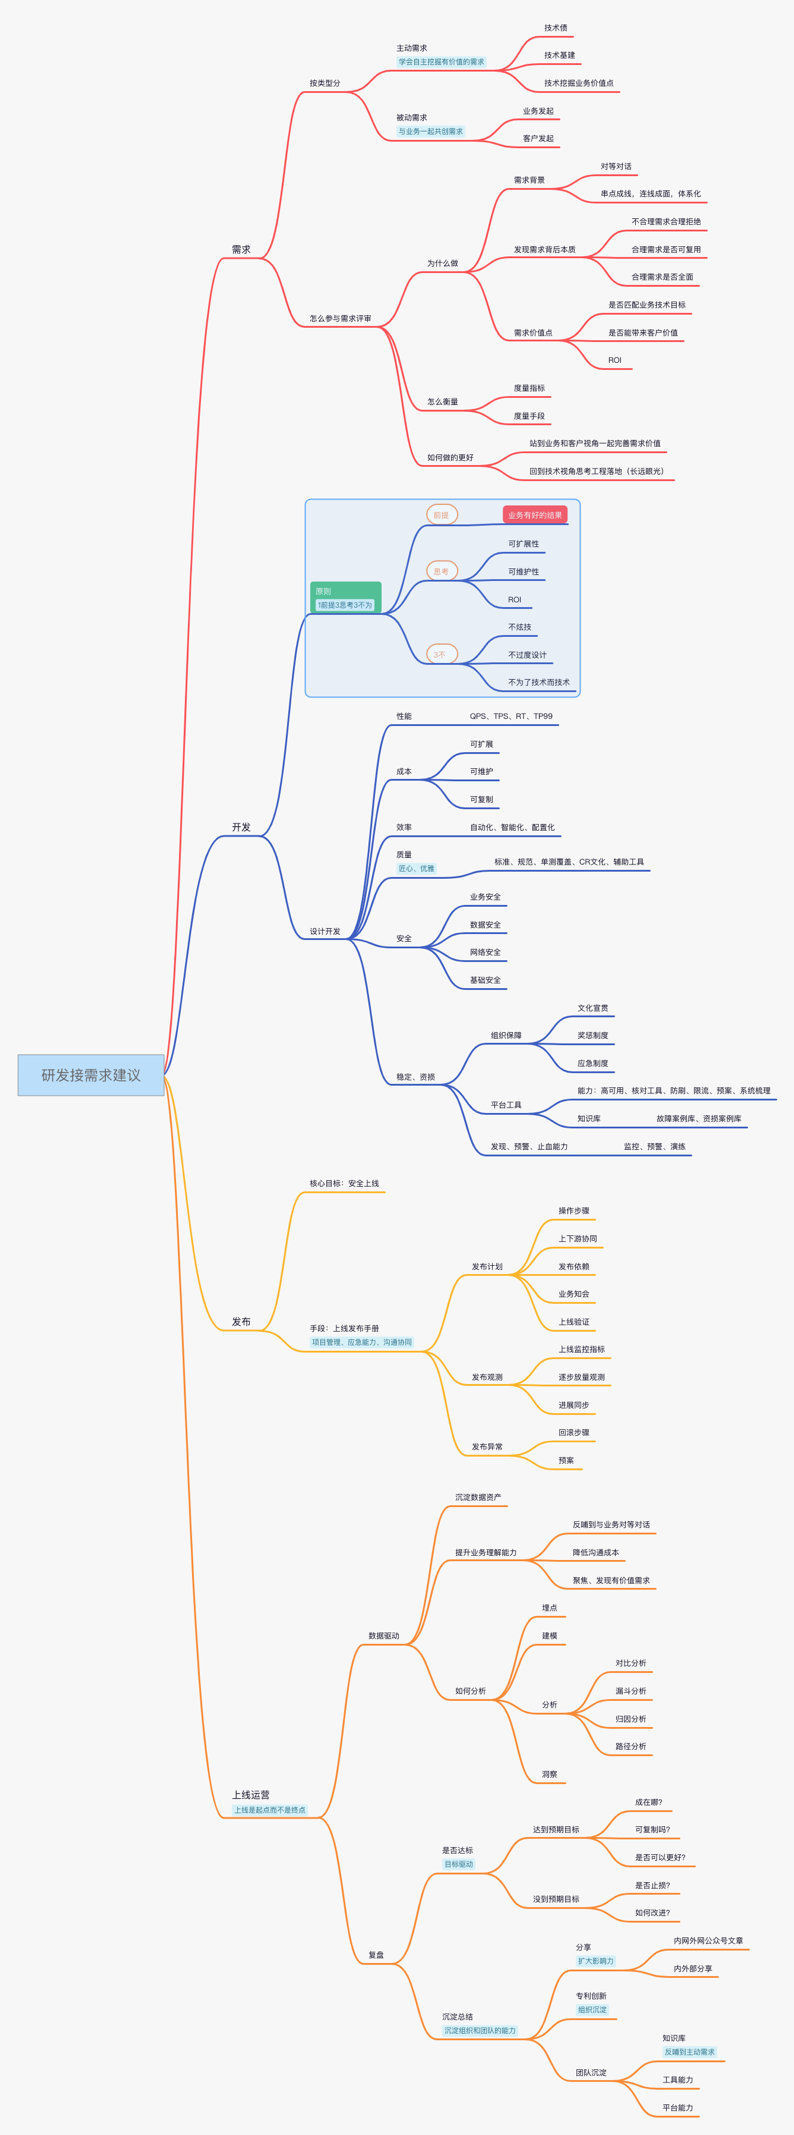 技术债
主动需求
学会自主挖掘有价值的需求
技术基建
按类型分
技术挖掘业务价值点
被动需求
与业务一起共创需求
业务发起
客户发起
需求
怎么参与需求评审
为什么做
需求背景
对等对话
串点成线,连线成面,体系化
发现需求背后本质
不合理需求合理拒绝
合理需求是否可复用
合理需求是否全面
需求价值点
是否匹配业务技术目标
是否能带来客户价值
ROI
怎么衡量
度量指标
度量手段
如何做的更好
站到业务和客户视角一起完善需求价值
回到技术视角思考工程落地(长远眼光)
前提
业务有好的结果
原则
1前提3思考3不为
思考
可扩展性
可维护性
ROI
3不
不炫技
不过度设计
不为了技术而技术
开发
设计开发
性能
QPS、TPS、RT、TP99
成本
可扩展
可维护
可复制
效率
自动化、智能化、配置化
质量
匠心、优雅
标准、规范、单测覆盖、CR文化、辅助工具
安全
业务安全
数据安全
网络安全
基础安全
稳定、资损
组织保障
文化宣贯
奖惩制度
应急制度
平台工具
能力:高可用、核对工具、防刷、限流、预案、系统梳理
知识库
故障案例库、资损案例库
发现、预警、止血能力
监控、预警、演练
研发接需求建议
发布
核心目标:安全上线
手段:上线发布手册
项目管理、应急能力、沟通协同
发布计划
操作步骤
上下游协同
发布依赖
业务知会
上线验证
发布观测
上线监控指标
逐步放量观测
进展同步
发布异常
回滚步骤
预案
上线运营
上线是起点而不是终点
数据驱动
沉淀数据资产
提升业务理解能力
反哺到与业务对等对话
降低沟通成本
聚焦、发现有价值需求
如何分析
埋点
建模
分析
对比分析
漏斗分析
归因分析
路径分析
洞察
复盘
是否达标
目标驱动
达到预期目标
成在哪?
可复制吗?
是否可以更好?
没到预期目标
是否止损?
如何改进?
沉淀总结
沉淀组织和团队的能力
分享
扩大影响力
内网外网公众号文章
内外部分享
专利创新
组织沉淀
团队沉淀
知识库
反哺到主动需求
工具能力
平台能力